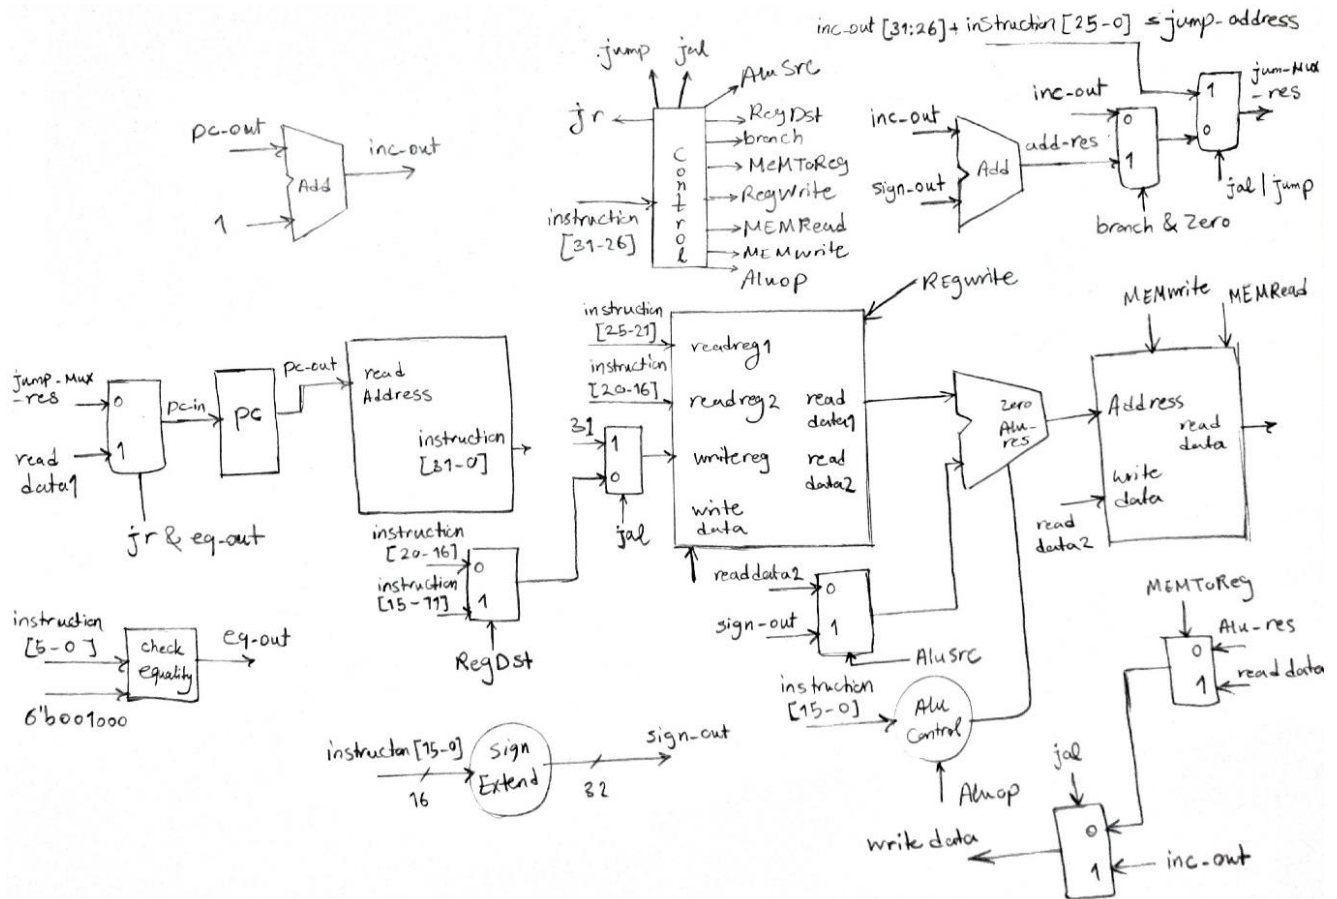 inc_out [31:26] + instruction [25-0] = jump-address
jump
jal
AluSrc
jr
RegDst
branch
MeMToReg
RegWrite
MEMRead
MEMwrite
Aluop
Control
instruction
[31-26]
pc-out
1
Add
inc-out
inc-out
sign-out
Add
add-res
inc-out
0
1
branch & Zero
1
0
jum-Mux
-res
jal | jump
jump-Mux
-res
0
read
data1
1
jr & eq-out
pc-in
pc
pc-out
read
Address
instruction
[31-0]
instruction
[25-21]
instruction
[20-16]
31
1
0
jal
REgwrite
readreg1
readreg2
writereg
write
data
read
data1
read
data2
zero
Alu-
res
MEMwrite
MEMRead
Address
read
data
write
data
read
data2
instruction
[20-16]
instruction
[15-11]
0
1
RegDst
readdata2
sign-out
0
1
AluSrc
instruction
[5-0]
6'b001000
check
equality
eq-out
instructon [15-0]
16
Sign
Extend
32
sign-out
instruction
[15-0]
Alu
Control
Aluop
MEMToReg
0
1
Alu-res
read data
jal
0
1
inc-out
write data